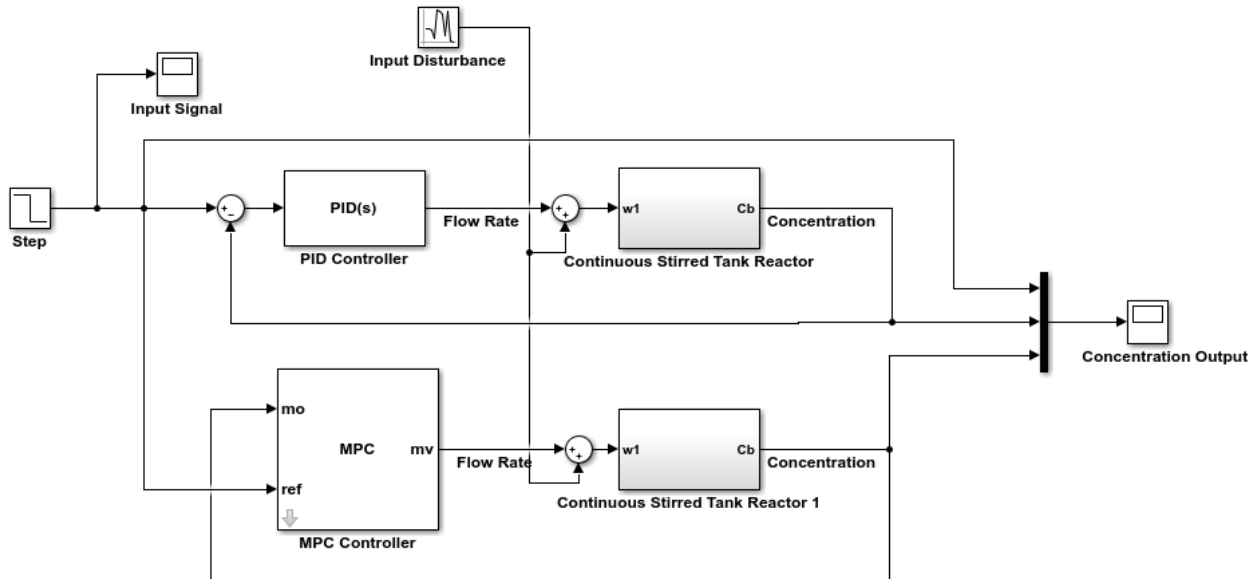 Input Disturbance
Input Signal
Step
+
−
PID(s)
PID Controller
Flow Rate
+
+
w1
Cb
Continuous Stirred Tank Reactor
Concentration
Concentration Output
mo
MPC
mv
ref
MPC Controller
Flow Rate
+
+
w1
Cb
Continuous Stirred Tank Reactor 1
Concentration